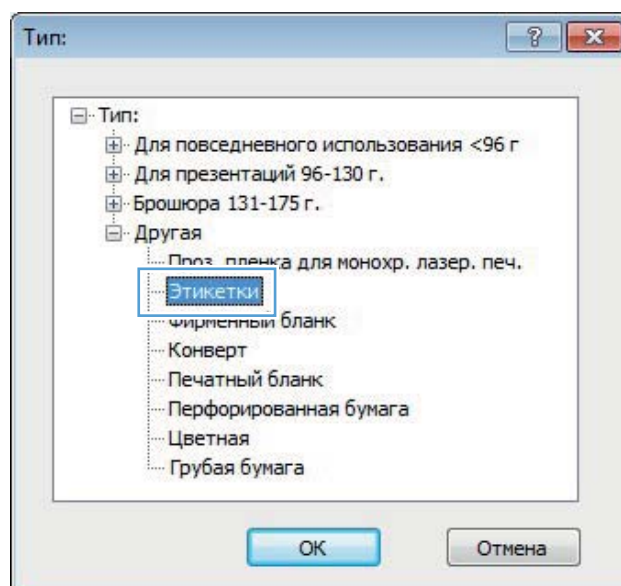 Тип:
Тип:
Для повседневного использования <96 г
Для презентаций 96-130 г.
Брошюра 131-175 г.
Другая
Проз. пленка для монохр. лазер. печ.
Этикетки
Фирменный бланк
Конверт
Печатный бланк
Перфорированная бумага
Цветная
Грубая бумага
ОК
Отмена